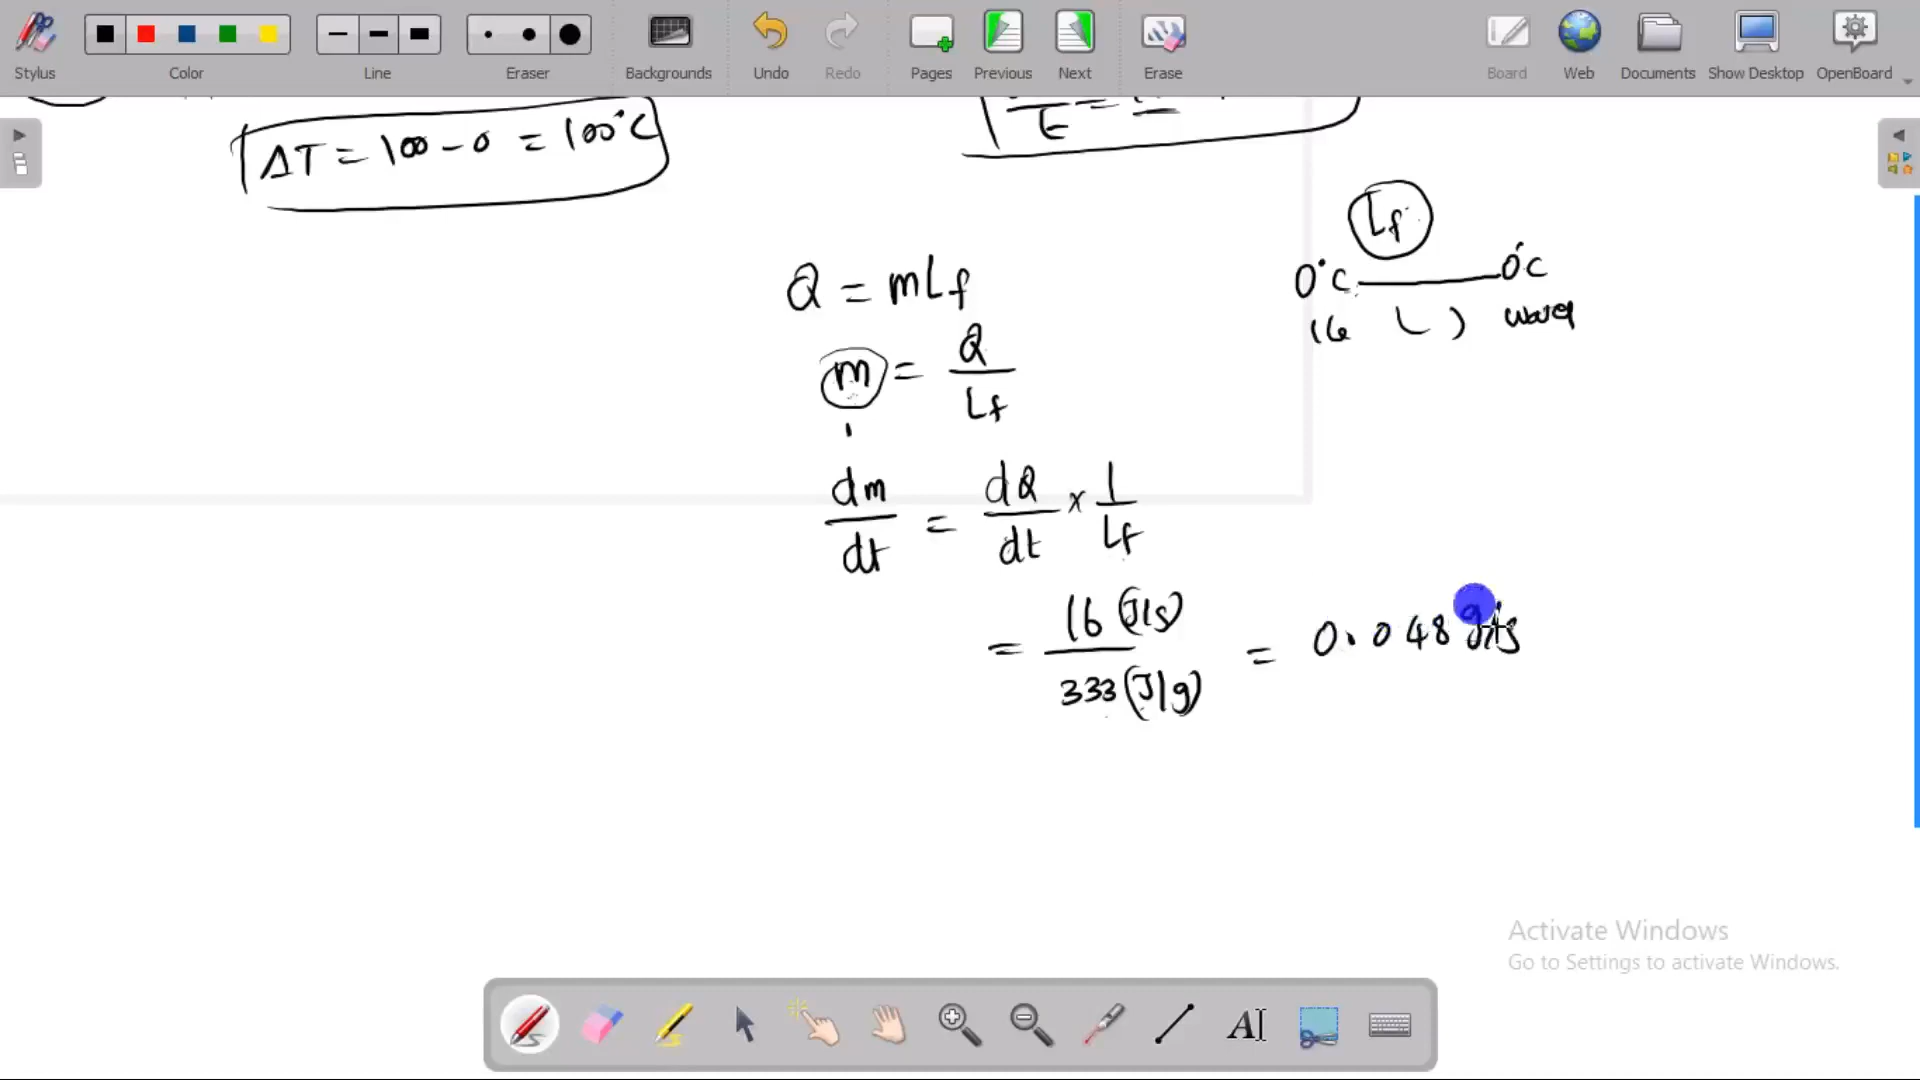 Stylus
Color
Line
Eraser
Backgrounds
Undo
Redo
Pages
Previous
Next
Erase
Board
Web
Documents
Show Desktop
OpenBoard
ΔT = 100 - 0 = 100°C
Lf
0°C 0°C
Q = mLf
m = Q / Lf
dm/dt = dQ/dt × 1/Lf
= 16 (J/s) / 333 (J/g) = 0.048 g/s
Activate Windows
Go to Settings to activate Windows.
AI